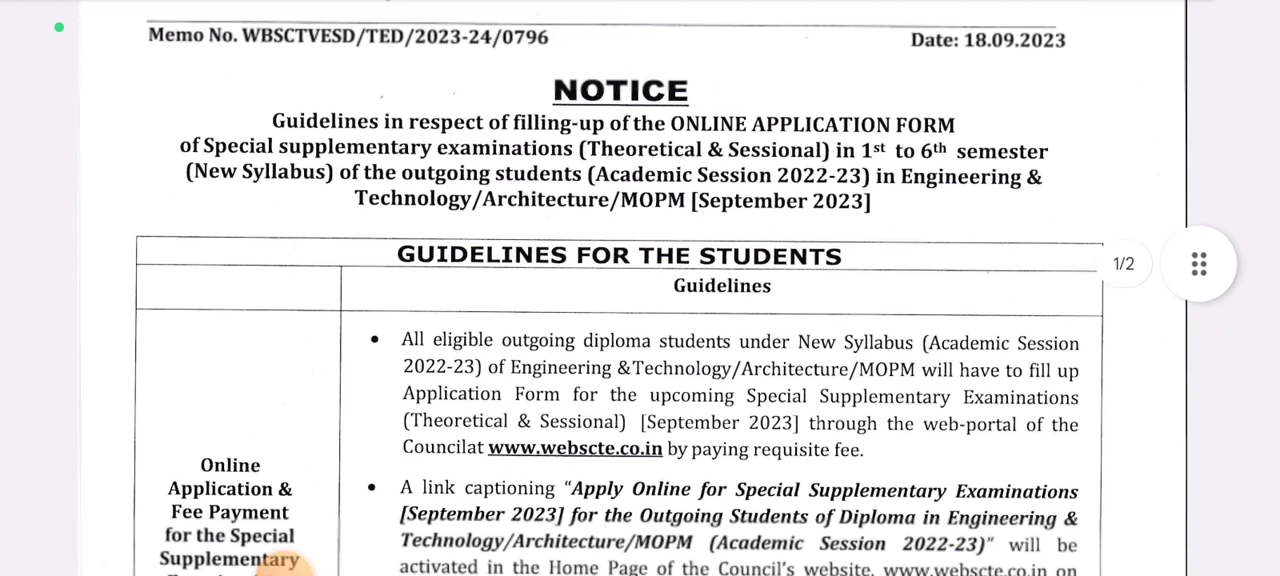 Memo No. WBSCTVESD/TED/2023-24/0796 Date: 18.09.2023
NOTICE
Guidelines in respect of filling-up of the ONLINE APPLICATION FORM
of Special supplementary examinations (Theoretical & Sessional) in 1st to 6th semester
(New Syllabus) of the outgoing students (Academic Session 2022-23) in Engineering &
Technology/Architecture/MOPM [September 2023]
GUIDELINES FOR THE STUDENTS
1/2
Guidelines
• All eligible outgoing diploma students under New Syllabus (Academic Session
2022-23) of Engineering &Technology/Architecture/MOPM will have to fill up
Application Form for the upcoming Special Supplementary Examinations
(Theoretical & Sessional) [September 2023] through the web-portal of the
Councilat www.webscte.co.in by paying requisite fee.
Online
Application &
Fee Payment
for the Special
Supplementary
• A link captioning "Apply Online for Special Supplementary Examinations
[September 2023] for the Outgoing Students of Diploma in Engineering &
Technology/Architecture/MOPM (Academic Session 2022-23)" will be
activated in the Home Page of the Council's website, www.webscte.co.in on